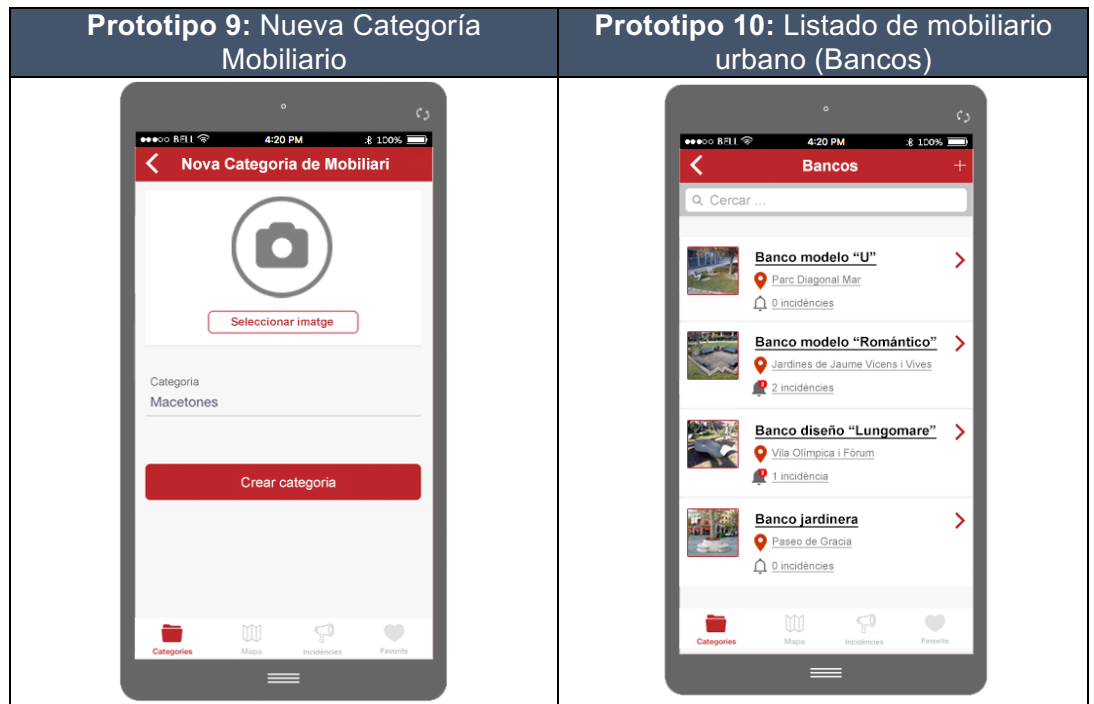 Prototipo 9: Nueva Categoría
Mobiliario
●●●○○ BELL 4:20 PM 100%
Nova Categoria de Mobiliari
Seleccionar imatge
Categoria
Macetones
Crear categoria
Categories Mapa Incidències Favorits
Prototipo 10: Listado de mobiliario
urbano (Bancos)
●●●○○ BELL 4:20 PM 100%
Bancos +
Cercar ...
Banco modelo “U”
Parc Diagonal Mar
0 incidències
Banco modelo “Romántico”
Jardines de Jaume Vicens i Vives
2 incidències
Banco diseño “Lungomare”
Vila Olímpica i Fòrum
1 incidència
Banco jardinera
Paseo de Gracia
0 incidències
Categories Mapa Incidències Favorits